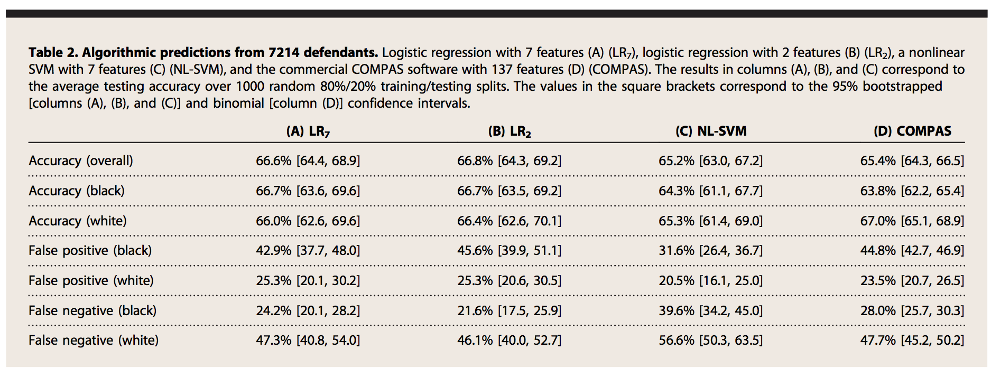 Table 2. Algorithmic predictions from 7214 defendants. Logistic regression with 7 features (A) (LR₇), logistic regression with 2 features (B) (LR₂), a nonlinear
SVM with 7 features (C) (NL-SVM), and the commercial COMPAS software with 137 features (D) (COMPAS). The results in columns (A), (B), and (C) correspond to
the average testing accuracy over 1000 random 80%/20% training/testing splits. The values in the square brackets correspond to the 95% bootstrapped
[columns (A), (B), and (C)] and binomial [column (D)] confidence intervals.
(A) LR₇ (B) LR₂ (C) NL-SVM (D) COMPAS
Accuracy (overall) 66.6% [64.4, 68.9] 66.8% [64.3, 69.2] 65.2% [63.0, 67.2] 65.4% [64.3, 66.5]
Accuracy (black) 66.7% [63.6, 69.6] 66.7% [63.5, 69.2] 64.3% [61.1, 67.7] 63.8% [62.2, 65.4]
Accuracy (white) 66.0% [62.6, 69.6] 66.4% [62.6, 70.1] 65.3% [61.4, 69.0] 67.0% [65.1, 68.9]
False positive (black) 42.9% [37.7, 48.0] 45.6% [39.9, 51.1] 31.6% [26.4, 36.7] 44.8% [42.7, 46.9]
False positive (white) 25.3% [20.1, 30.2] 25.3% [20.6, 30.5] 20.5% [16.1, 25.0] 23.5% [20.7, 26.5]
False negative (black) 24.2% [20.1, 28.2] 21.6% [17.5, 25.9] 39.6% [34.2, 45.0] 28.0% [25.7, 30.3]
False negative (white) 47.3% [40.8, 54.0] 46.1% [40.0, 52.7] 56.6% [50.3, 63.5] 47.7% [45.2, 50.2]